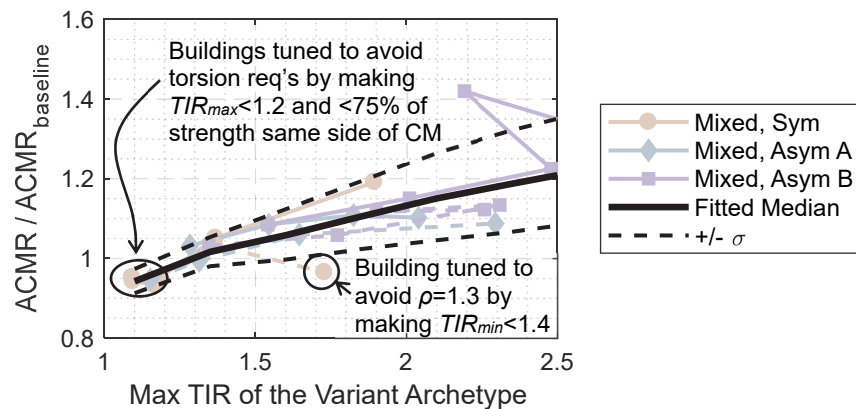 1.6
1.4
1.2
1
0.8
ACMR / ACMRbaseline
Buildings tuned to avoid
torsion req's by making
TIRmax<1.2 and <75% of
strength same side of CM
Building tuned to
avoid ρ=1.3 by
making TIRmin<1.4
1
1.5
2
2.5
Max TIR of the Variant Archetype
Mixed, Sym
Mixed, Asym A
Mixed, Asym B
Fitted Median
+/- σ